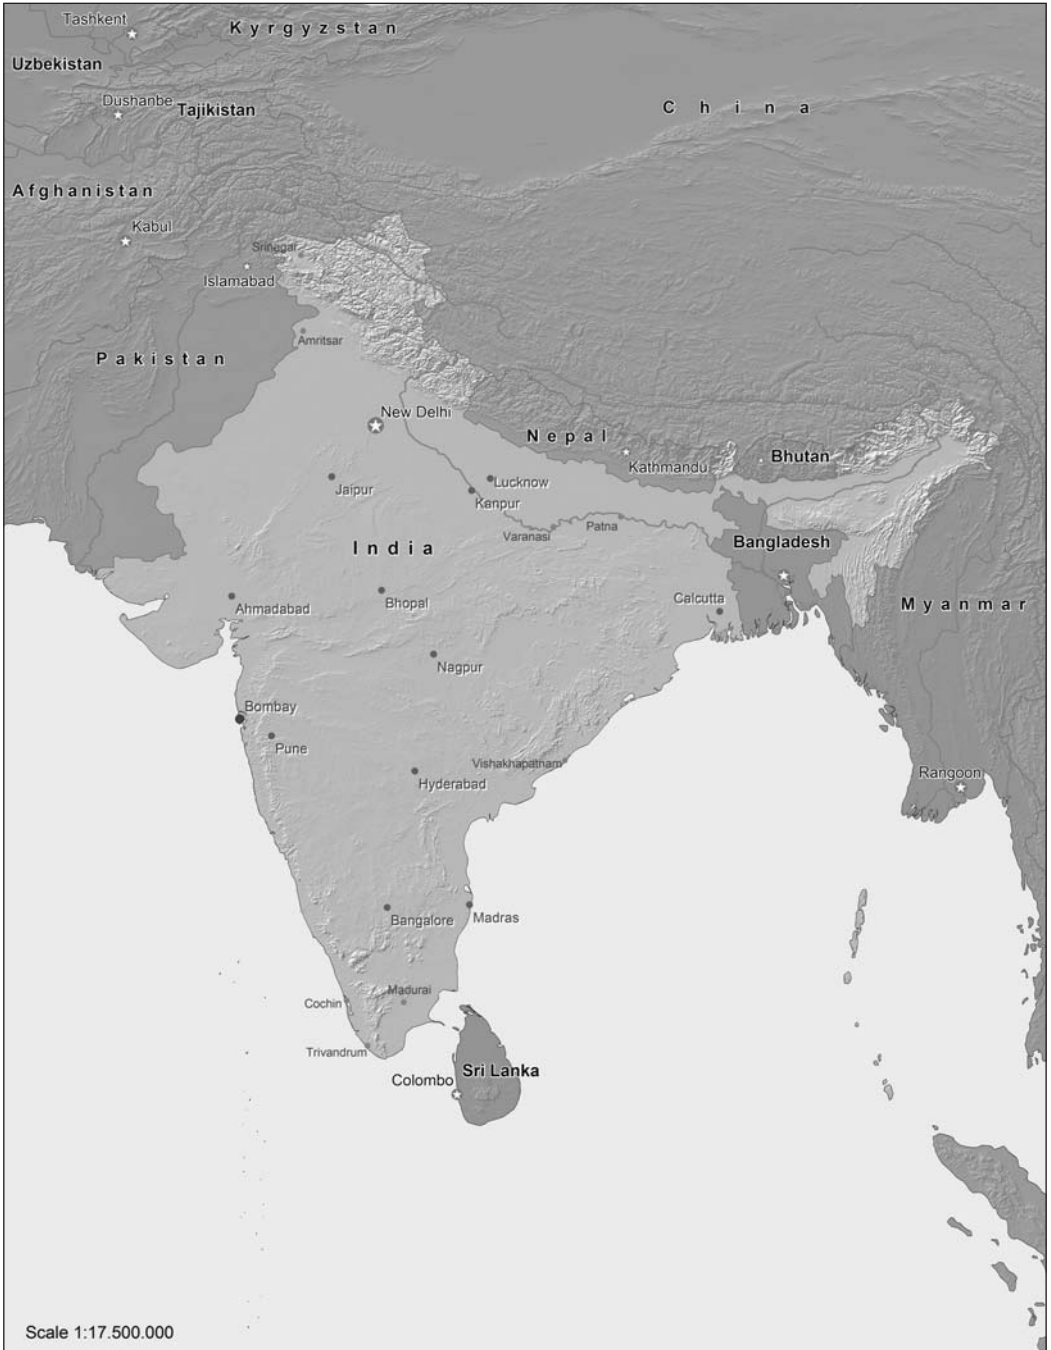 Tashkent
Kyrgyzstan
Uzbekistan
Dushanbe
Tajikistan
China
Afghanistan
Kabul
Srinegar
Islamabad
Amritsar
Pakistan
New Delhi
Nepal
Kathmandu
Bhutan
Jaipur
Lucknow
Kanpur
Patna
Varanasi
Bangladesh
India
Ahmadabad
Bhopal
Calcutta
Myanmar
Nagpur
Bombay
Pune
Vishakhapatnam
Hyderabad
Rangoon
Bangalore
Madras
Madurai
Cochin
Trivandrum
Sri Lanka
Colombo
Scale 1:17.500.000